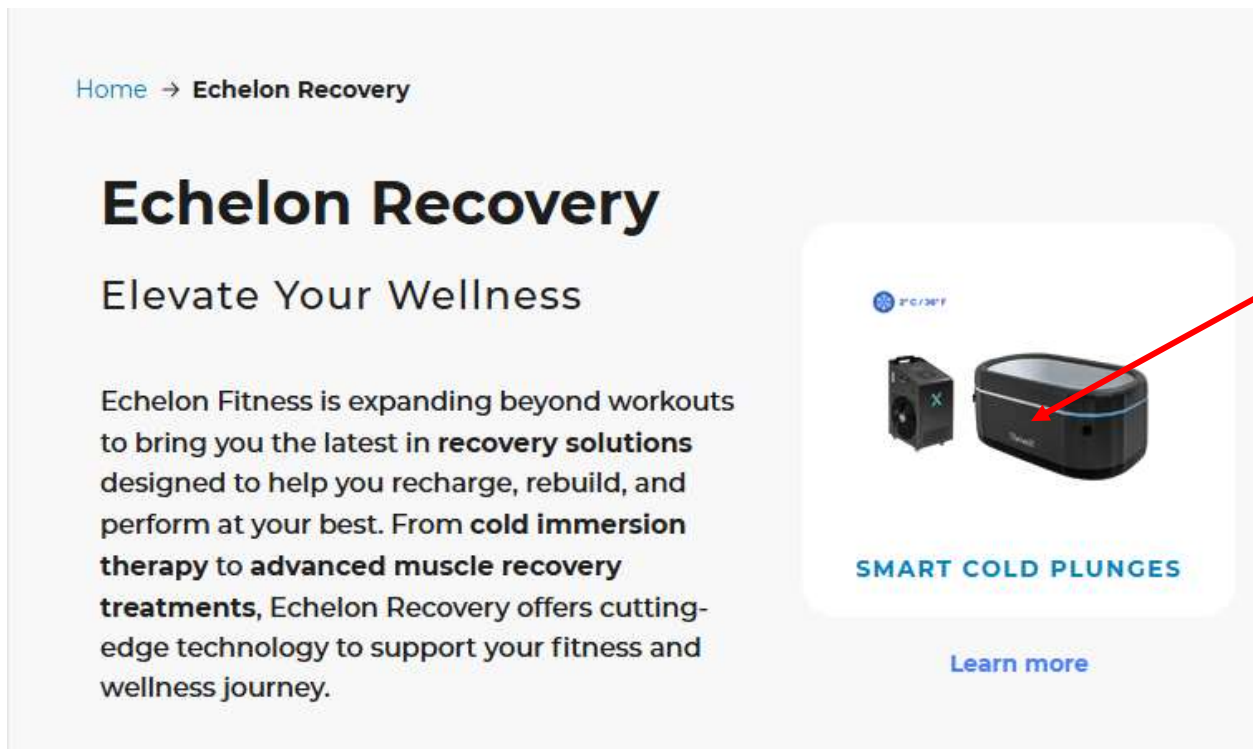 Home → Echelon Recovery
Echelon Recovery
Elevate Your Wellness
Echelon Fitness is expanding beyond workouts
to bring you the latest in recovery solutions
designed to help you recharge, rebuild, and
perform at your best. From cold immersion
therapy to advanced muscle recovery
treatments, Echelon Recovery offers cutting-
edge technology to support your fitness and
wellness journey.
X
SMART COLD PLUNGES
Learn more